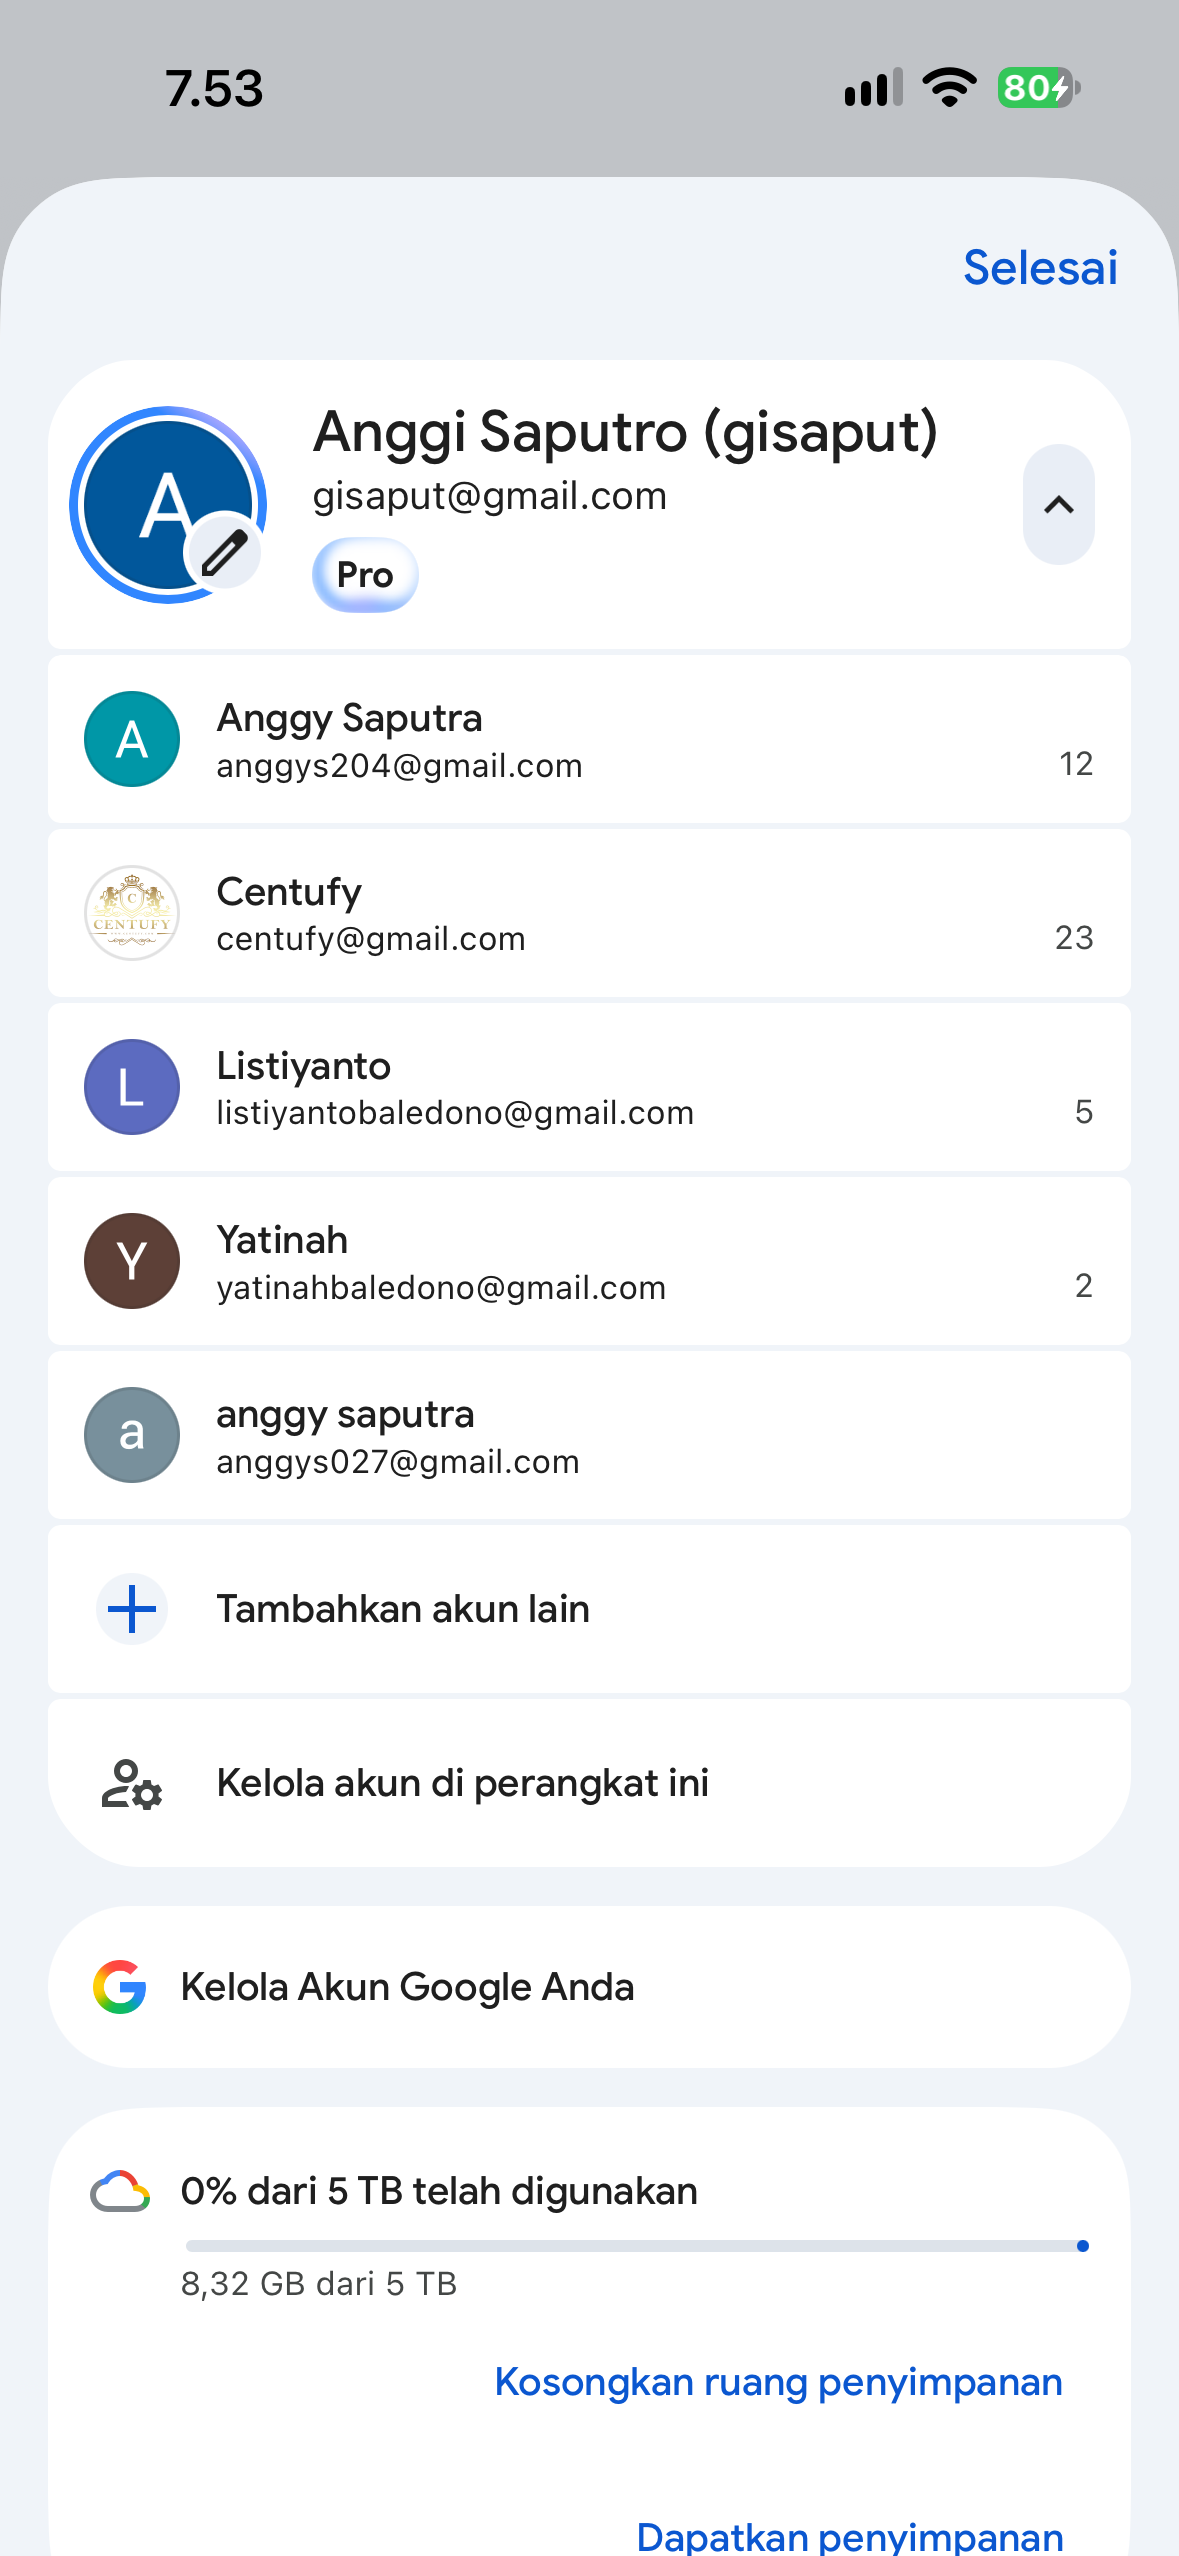 7.53
80
Selesai
A
Anggi Saputro (gisaput)
gisaput@gmail.com
Pro
A
Anggy Saputra
anggys204@gmail.com
12
C
CENTUFY
Centufy
centufy@gmail.com
23
L
Listiyanto
listiyantobaledono@gmail.com
5
Y
Yatinah
yatinahbaledono@gmail.com
2
a
anggy saputra
anggys027@gmail.com
Tambahkan akun lain
Kelola akun di perangkat ini
Kelola Akun Google Anda
0% dari 5 TB telah digunakan
8,32 GB dari 5 TB
Kosongkan ruang penyimpanan
Dapatkan penyimpanan